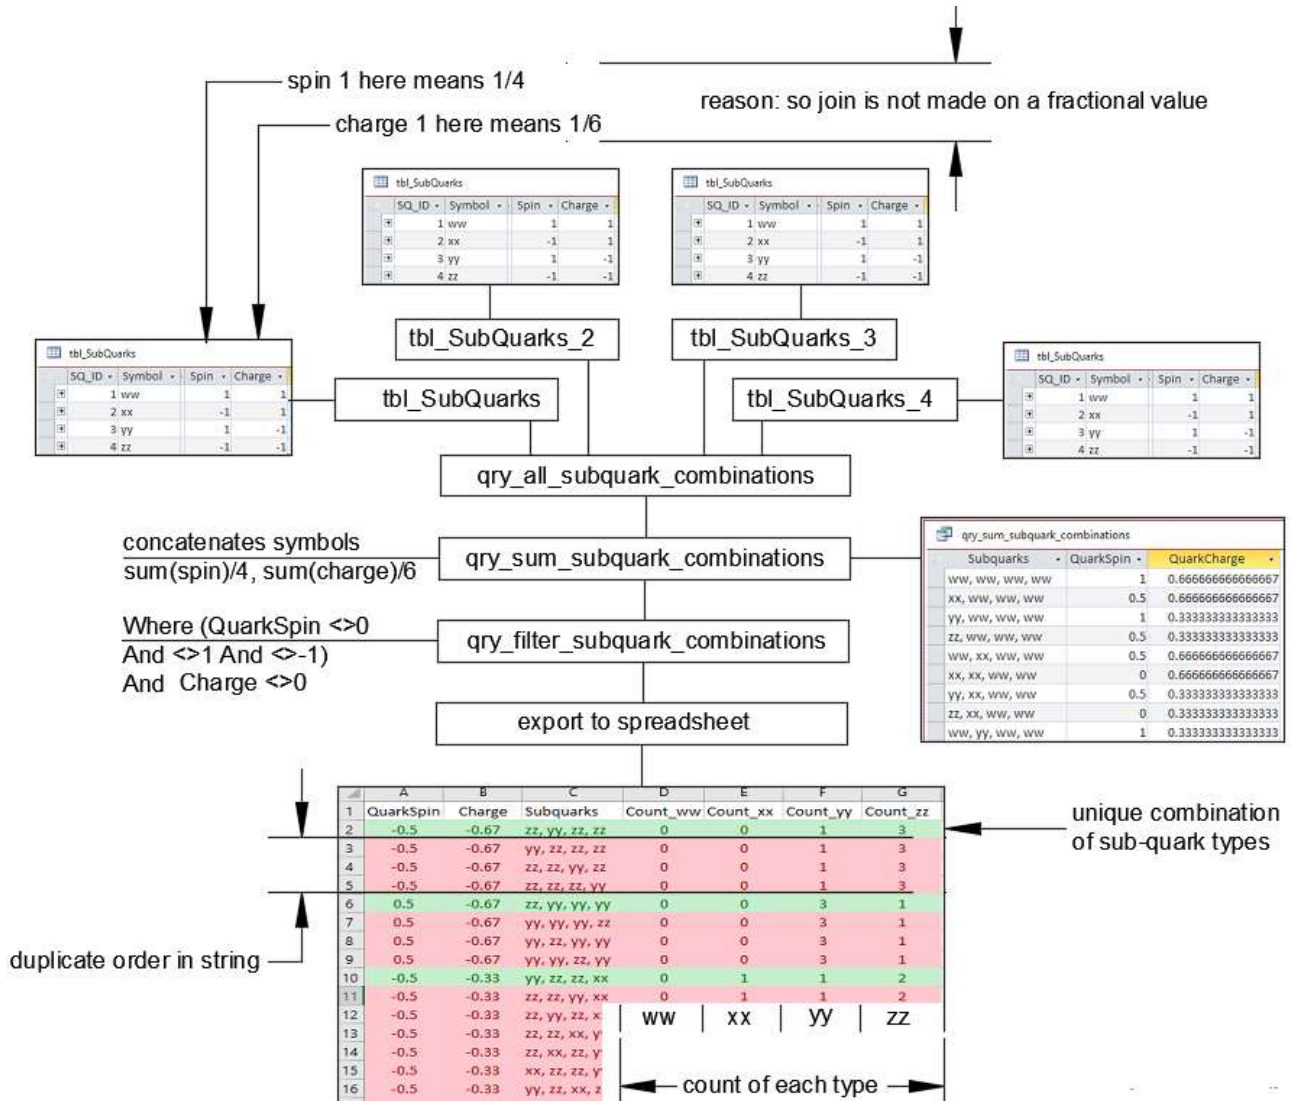 spin 1 here means 1/4
charge 1 here means 1/6
reason: so join is not made on a fractional value
tbl_SubQuarks
SQ_ID Symbol Spin Charge
1 ww 1 1
2 xx -1 1
3 yy 1 -1
4 zz -1 -1
tbl_SubQuarks
SQ_ID Symbol Spin Charge
1 ww 1 1
2 xx -1 1
3 yy 1 -1
4 zz -1 -1
tbl_SubQuarks_2
tbl_SubQuarks_3
tbl_SubQuarks
SQ_ID Symbol Spin Charge
1 ww 1 1
2 xx -1 1
3 yy 1 -1
4 zz -1 -1
tbl_SubQuarks
tbl_SubQuarks_4
tbl_SubQuarks
SQ_ID Symbol Spin Charge
1 ww 1 1
2 xx -1 1
3 yy 1 -1
4 zz -1 -1
qry_all_subquark_combinations
concatenates symbols
sum(spin)/4, sum(charge)/6
qry_sum_subquark_combinations
qry_sum_subquark_combinations
Subquarks QuarkSpin QuarkCharge
ww, ww, ww, ww 1 0.666666666666667
xx, ww, ww, ww 0.5 0.666666666666667
yy, ww, ww, ww 1 0.333333333333333
zz, ww, ww, ww 0.5 0.333333333333333
ww, xx, ww, ww 0.5 0.666666666666667
xx, xx, ww, ww 0 0.666666666666667
yy, xx, ww, ww 0.5 0.333333333333333
zz, xx, ww, ww 0 0.333333333333333
ww, yy, ww, ww 1 0.333333333333333
Where (QuarkSpin <>0
And <>1 And <>-1)
And Charge <>0
qry_filter_subquark_combinations
export to spreadsheet
A B C D E F G
1 QuarkSpin Charge Subquarks Count_ww Count_xx Count_yy Count_zz
2 -0.5 -0.67 zz, yy, zz, zz 0 0 1 3
3 -0.5 -0.67 yy, zz, zz, zz 0 0 1 3
4 -0.5 -0.67 zz, zz, yy, zz 0 0 1 3
5 -0.5 -0.67 zz, zz, zz, yy 0 0 1 3
6 0.5 -0.67 zz, yy, yy, yy 0 0 3 1
7 0.5 -0.67 yy, yy, yy, zz 0 0 3 1
8 0.5 -0.67 yy, zz, yy, yy 0 0 3 1
9 0.5 -0.67 yy, yy, zz, yy 0 0 3 1
10 -0.5 -0.33 yy, zz, zz, xx 0 1 1 2
11 -0.5 -0.33 zz, zz, yy, xx 0 1 1 2
12 -0.5 -0.33 zz, yy, zz, x
13 -0.5 -0.33 zz, zz, xx, y
14 -0.5 -0.33 zz, xx, zz, y
15 -0.5 -0.33 xx, zz, zz, y
16 -0.5 -0.33 yy, zz, xx, z
ww xx yy zz
count of each type
unique combination
of sub-quark types
duplicate order in string